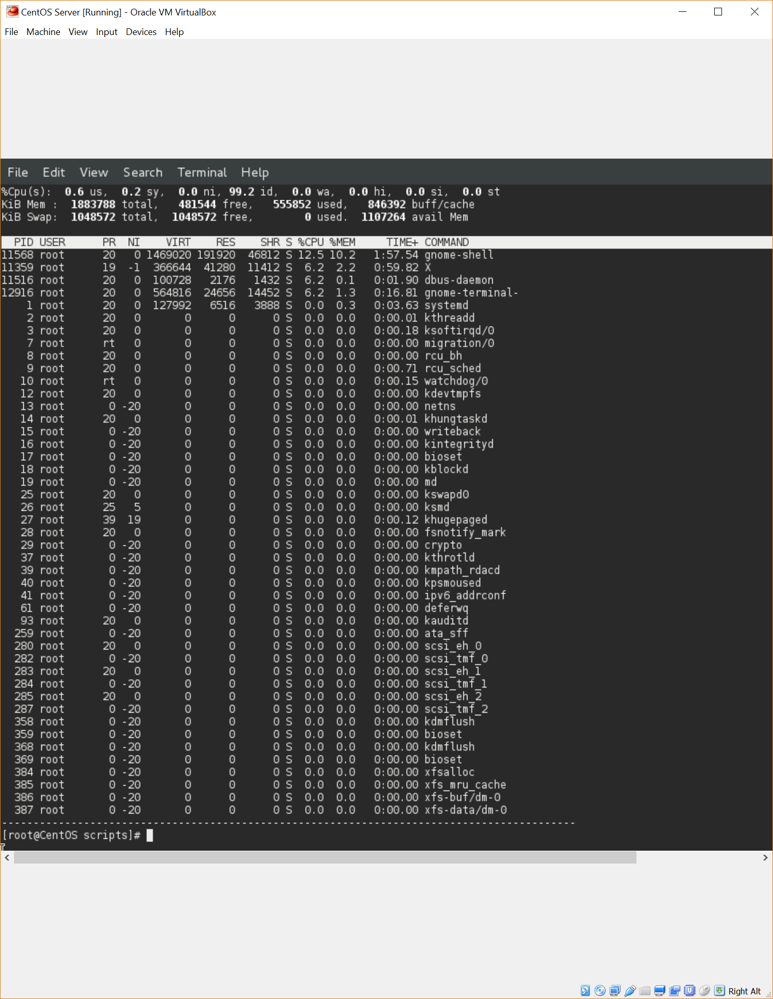 CentOS Server [Running] - Oracle VM VirtualBox
File Machine View Input Devices Help
File Edit View Search Terminal Help
%Cpu(s):  0.6 us,  0.2 sy,  0.0 ni, 99.2 id,  0.0 wa,  0.0 hi,  0.0 si,  0.0 st
KiB Mem :  1883788 total,   481544 free,   555852 used,   846392 buff/cache
KiB Swap:  1048572 total,  1048572 free,        0 used.  1107264 avail Mem
PID USER PR NI VIRT RES SHR S %CPU %MEM TIME+ COMMAND
11568 root 20 0 1469020 191920 46812 S 12.5 10.2 1:57.54 gnome-shell
11359 root 19 -1 366644 41280 11412 S 6.2 2.2 0:59.82 X
11516 root 20 0 100728 2176 1432 S 6.2 0.1 0:01.90 dbus-daemon
12916 root 20 0 564816 24656 14452 S 6.2 1.3 0:16.81 gnome-terminal-
1 root 20 0 127992 6516 3888 S 0.0 0.3 0:03.63 systemd
2 root 20 0 0 0 0 S 0.0 0.0 0:00.01 kthreadd
3 root 20 0 0 0 0 S 0.0 0.0 0:00.18 ksoftirqd/0
7 root rt 0 0 0 0 S 0.0 0.0 0:00.00 migration/0
8 root 20 0 0 0 0 S 0.0 0.0 0:00.00 rcu_bh
9 root 20 0 0 0 0 S 0.0 0.0 0:00.71 rcu_sched
10 root rt 0 0 0 0 S 0.0 0.0 0:00.15 watchdog/0
12 root 20 0 0 0 0 S 0.0 0.0 0:00.00 kdevtmpfs
13 root 0 -20 0 0 0 S 0.0 0.0 0:00.00 netns
14 root 20 0 0 0 0 S 0.0 0.0 0:00.01 khungtaskd
15 root 0 -20 0 0 0 S 0.0 0.0 0:00.00 writeback
16 root 0 -20 0 0 0 S 0.0 0.0 0:00.00 kintegrityd
17 root 0 -20 0 0 0 S 0.0 0.0 0:00.00 bioset
18 root 0 -20 0 0 0 S 0.0 0.0 0:00.00 kblockd
19 root 0 -20 0 0 0 S 0.0 0.0 0:00.00 md
25 root 20 0 0 0 0 S 0.0 0.0 0:00.00 kswapd0
26 root 25 5 0 0 0 S 0.0 0.0 0:00.00 ksmd
27 root 39 19 0 0 0 S 0.0 0.0 0:00.12 khugepaged
28 root 20 0 0 0 0 S 0.0 0.0 0:00.00 fsnotify_mark
29 root 0 -20 0 0 0 S 0.0 0.0 0:00.00 crypto
37 root 0 -20 0 0 0 S 0.0 0.0 0:00.00 kthrotld
39 root 0 -20 0 0 0 S 0.0 0.0 0:00.00 kmpath_rdacd
40 root 0 -20 0 0 0 S 0.0 0.0 0:00.00 kpsmoused
41 root 0 -20 0 0 0 S 0.0 0.0 0:00.00 ipv6_addrconf
61 root 0 -20 0 0 0 S 0.0 0.0 0:00.00 deferwq
93 root 20 0 0 0 0 S 0.0 0.0 0:00.00 kauditd
259 root 0 -20 0 0 0 S 0.0 0.0 0:00.00 ata_sff
280 root 20 0 0 0 0 S 0.0 0.0 0:00.00 scsi_eh_0
282 root 0 -20 0 0 0 S 0.0 0.0 0:00.00 scsi_tmf_0
283 root 20 0 0 0 0 S 0.0 0.0 0:00.00 scsi_eh_1
284 root 0 -20 0 0 0 S 0.0 0.0 0:00.00 scsi_tmf_1
285 root 20 0 0 0 0 S 0.0 0.0 0:00.00 scsi_eh_2
287 root 0 -20 0 0 0 S 0.0 0.0 0:00.00 scsi_tmf_2
358 root 0 -20 0 0 0 S 0.0 0.0 0:00.00 kdmflush
359 root 0 -20 0 0 0 S 0.0 0.0 0:00.00 bioset
368 root 0 -20 0 0 0 S 0.0 0.0 0:00.00 kdmflush
369 root 0 -20 0 0 0 S 0.0 0.0 0:00.00 bioset
384 root 0 -20 0 0 0 S 0.0 0.0 0:00.00 xfsalloc
385 root 0 -20 0 0 0 S 0.0 0.0 0:00.00 xfs_mru_cache
386 root 0 -20 0 0 0 S 0.0 0.0 0:00.00 xfs-buf/dm-0
387 root 0 -20 0 0 0 S 0.0 0.0 0:00.00 xfs-data/dm-0
-------------------------------------------------------------------------------------------
[root@CentOS scripts]#
Right Alt